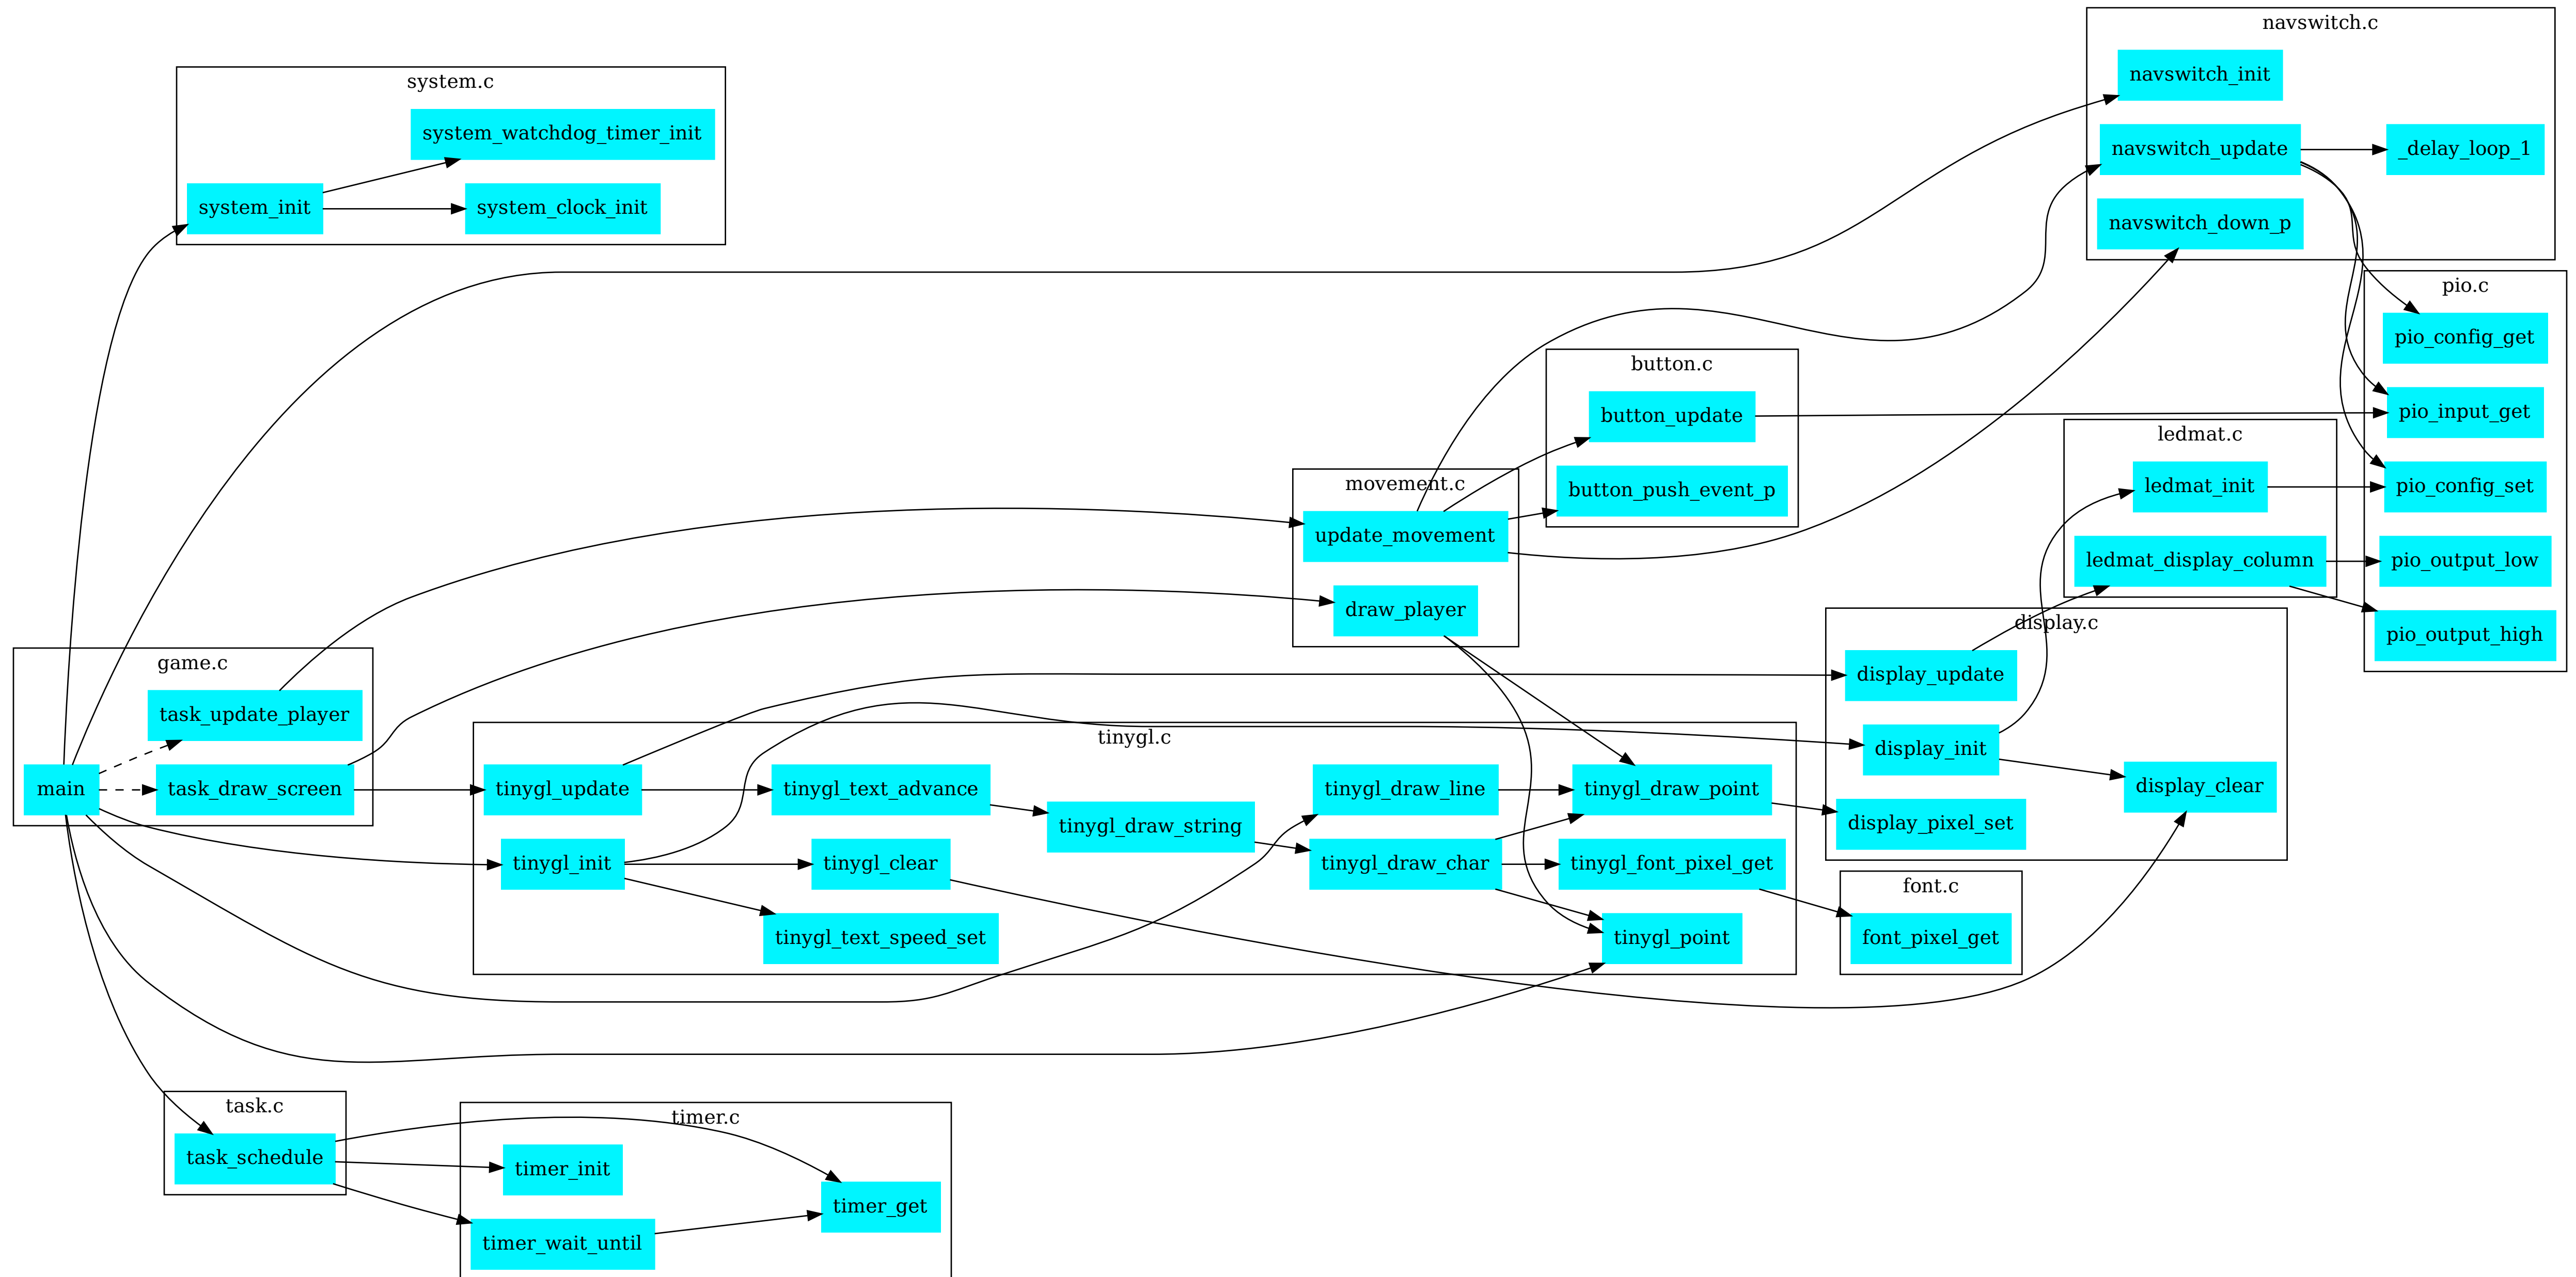 navswitch.c
navswitch_init
navswitch_update
_delay_loop_1
navswitch_down_p
system.c
system_watchdog_timer_init
system_init
system_clock_init
pio.c
pio_config_get
pio_input_get
pio_config_set
pio_output_low
pio_output_high
button.c
button_update
button_push_event_p
ledmat.c
ledmat_init
ledmat_display_column
movement.c
update_movement
draw_player
display.c
display_update
display_init
display_clear
display_pixel_set
game.c
task_update_player
main
task_draw_screen
tinygl.c
tinygl_update
tinygl_text_advance
tinygl_draw_string
tinygl_draw_line
tinygl_draw_point
tinygl_init
tinygl_clear
tinygl_draw_char
tinygl_font_pixel_get
tinygl_text_speed_set
tinygl_point
font.c
font_pixel_get
task.c
task_schedule
timer.c
timer_init
timer_get
timer_wait_until